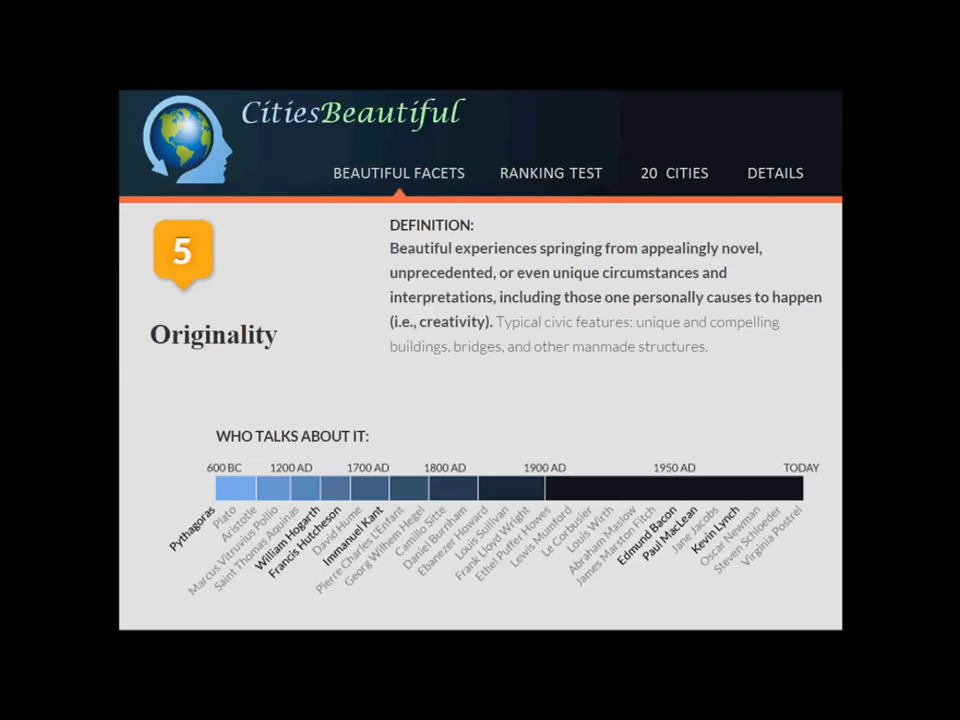 CitiesBeautiful
BEAUTIFUL FACETS RANKING TEST 20 CITIES DETAILS
5
Originality
DEFINITION:
Beautiful experiences springing from appealingly novel,
unprecedented, or even unique circumstances and
interpretations, including those one personally causes to happen
(i.e., creativity). Typical civic features: unique and compelling
buildings, bridges, and other manmade structures.
WHO TALKS ABOUT IT:
600 BC 1200 AD 1700 AD 1800 AD 1900 AD 1950 AD TODAY
Pythagoras
Plato
Aristotle
Marcus Vitruvius Pollio
Saint Thomas Aquinas
William Hogarth
Francis Hutcheson
David Hume
Immanuel Kant
Pierre Charles L'Enfant
Georg Wilhem Hegel
Camillo Sitte
Daniel Burnham
Ebanezer Howard
Louis Sullivan
Frank Lloyd Wright
Ethel Puffer Howes
Lewis Mumford
Le Corbusier
Louis Wirth
Abraham Maslow
James Marston Fitch
Edmund Bacon
Paul MacLean
Jane Jacobs
Kevin Lynch
Oscar Newman
Steven Schloeder
Virginia Postrel